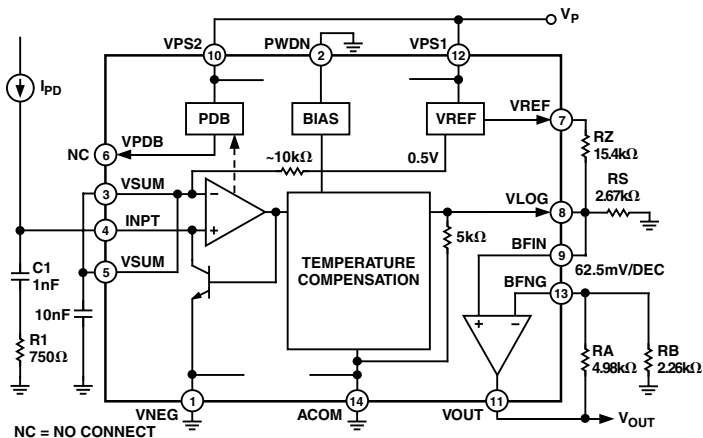 V_P
VPS2
PWDN
VPS1
10
2
12
I_PD
PDB
BIAS
VREF
VREF
7
VPDB
NC
6
~10kΩ
0.5V
RZ
15.4kΩ
3
VSUM
−
RS
2.67kΩ
VLOG
8
4
INPT
+
5kΩ
5
VSUM
TEMPERATURE
COMPENSATION
BFIN
9
62.5mV/DEC
C1
1nF
10nF
BFNG
13
+
−
R1
750Ω
RA
4.98kΩ
RB
2.26kΩ
1
14
11
VNEG
ACOM
VOUT
V_OUT
NC = NO CONNECT